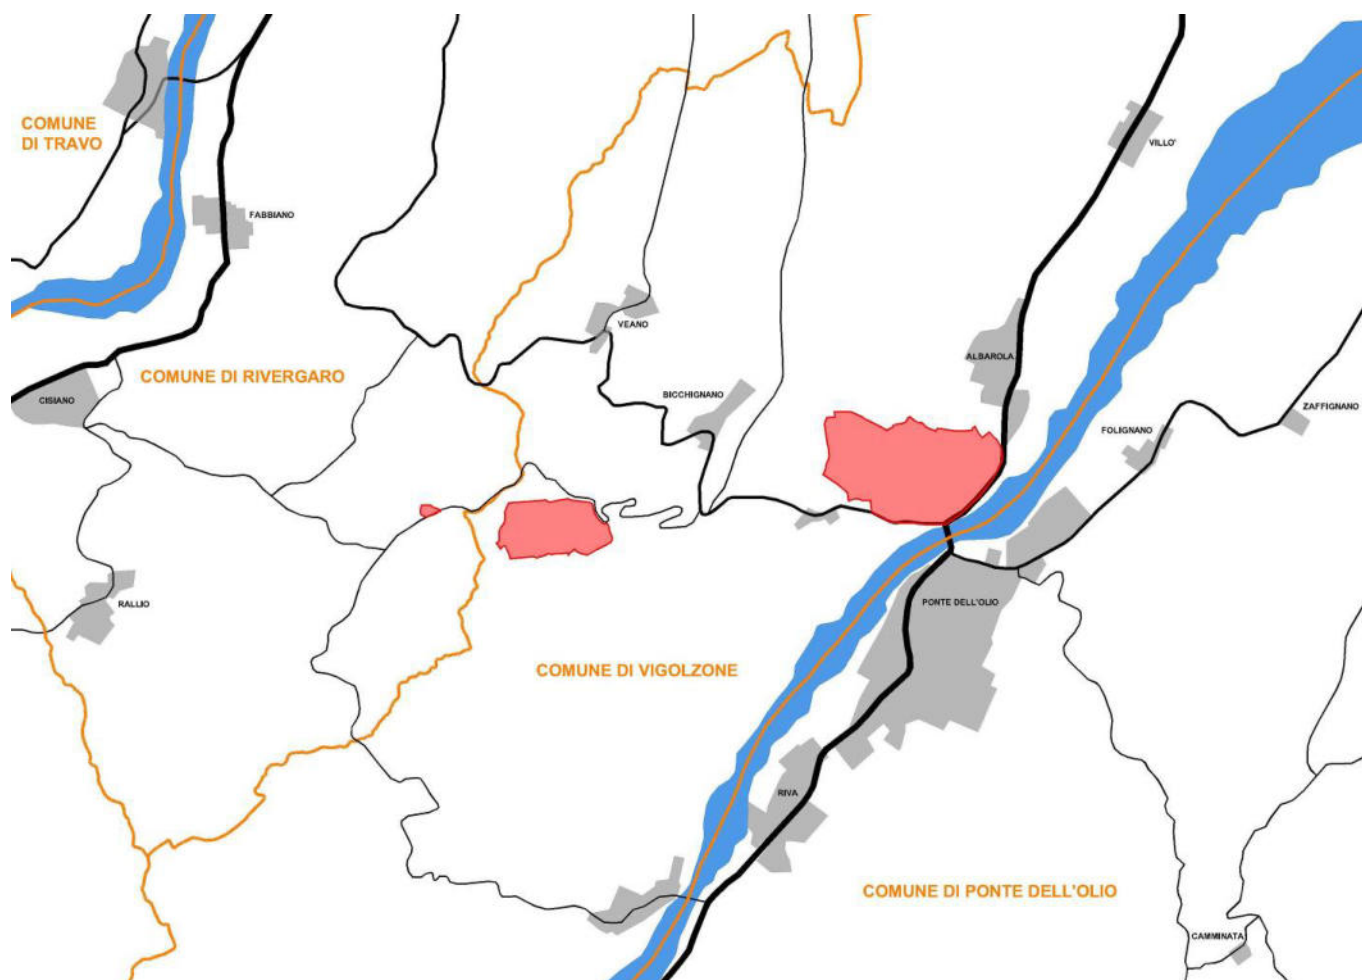 COMUNE
DI TRAVO
VILLO'
FABBIANO
VEANO
ALBAROLA
COMUNE DI RIVERGARO
BICCHIGNANO
CISIANO
ZAFFIGNANO
FOLIGNANO
RALLIO
PONTE DELL'OLIO
COMUNE DI VIGOLZONE
RIVA
COMUNE DI PONTE DELL'OLIO
CAMMINATA